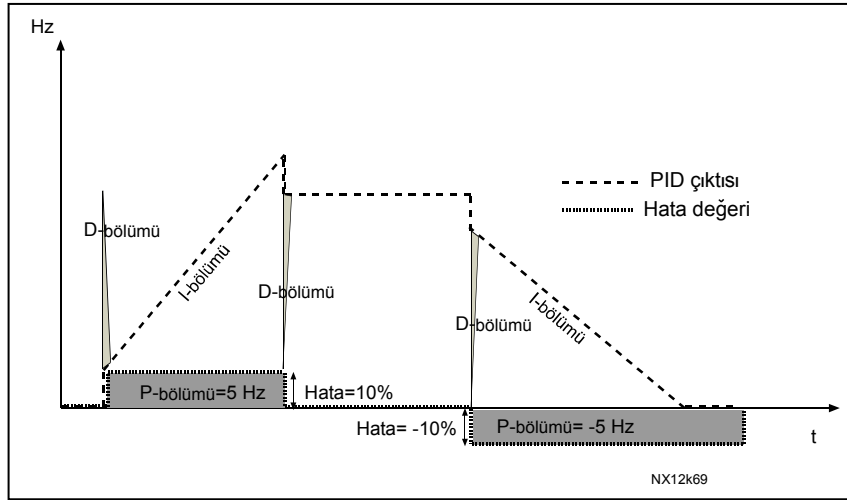 Hz
PID çıktısı
Hata değeri
D-bölümü
I-bölümü
D-bölümü
I-bölümü
D-bölümü
P-bölümü=5 Hz
Hata=10%
Hata= -10%
P-bölümü= -5 Hz
t
NX12k69